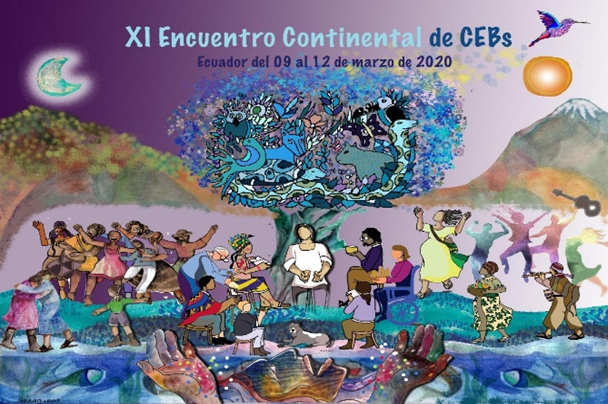 XI Encuentro Continental de CEBs
Ecuador del 09 al 12 de marzo de 2020